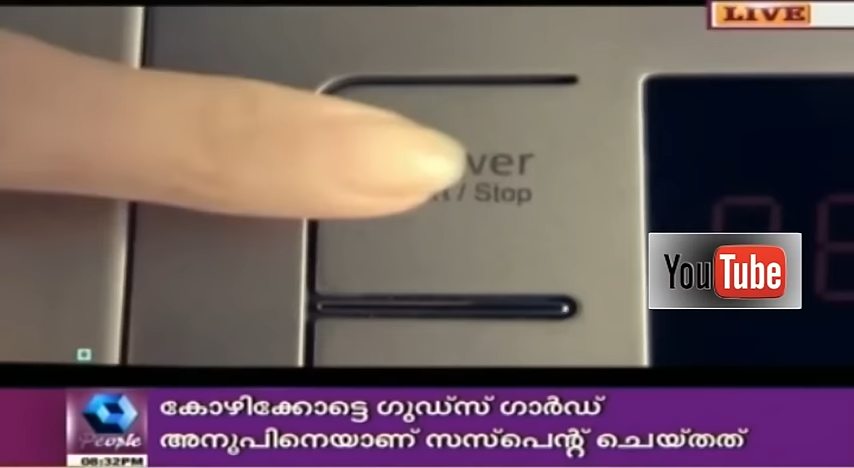 LIVE
ver
/ Stop
YouTube
കോഴിക്കോട്ടെ ഗുഡ്സ് ഗാർഡ്
അനൂപിനെയാണ് സസ്പെന്റ് ചെയ്തത്
People
08:32PM